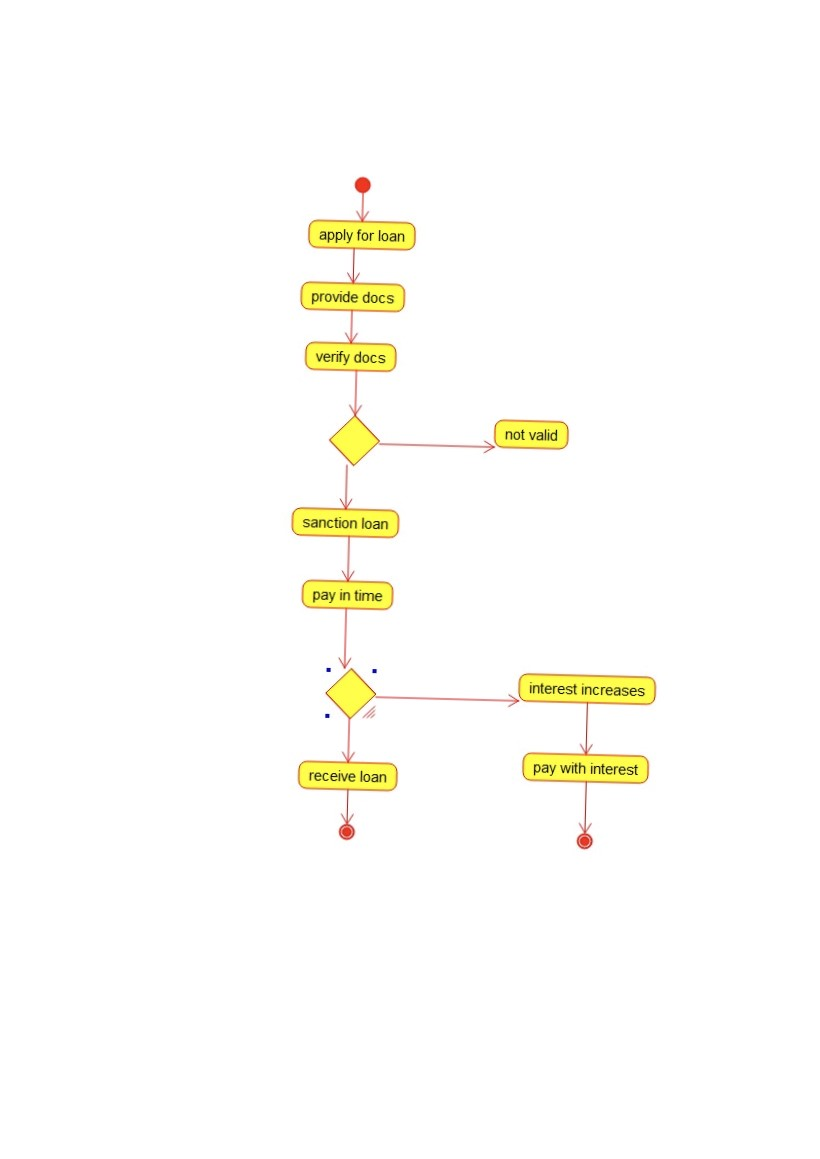 apply for loan
provide docs
verify docs
not valid
sanction loan
pay in time
interest increases
receive loan
pay with interest